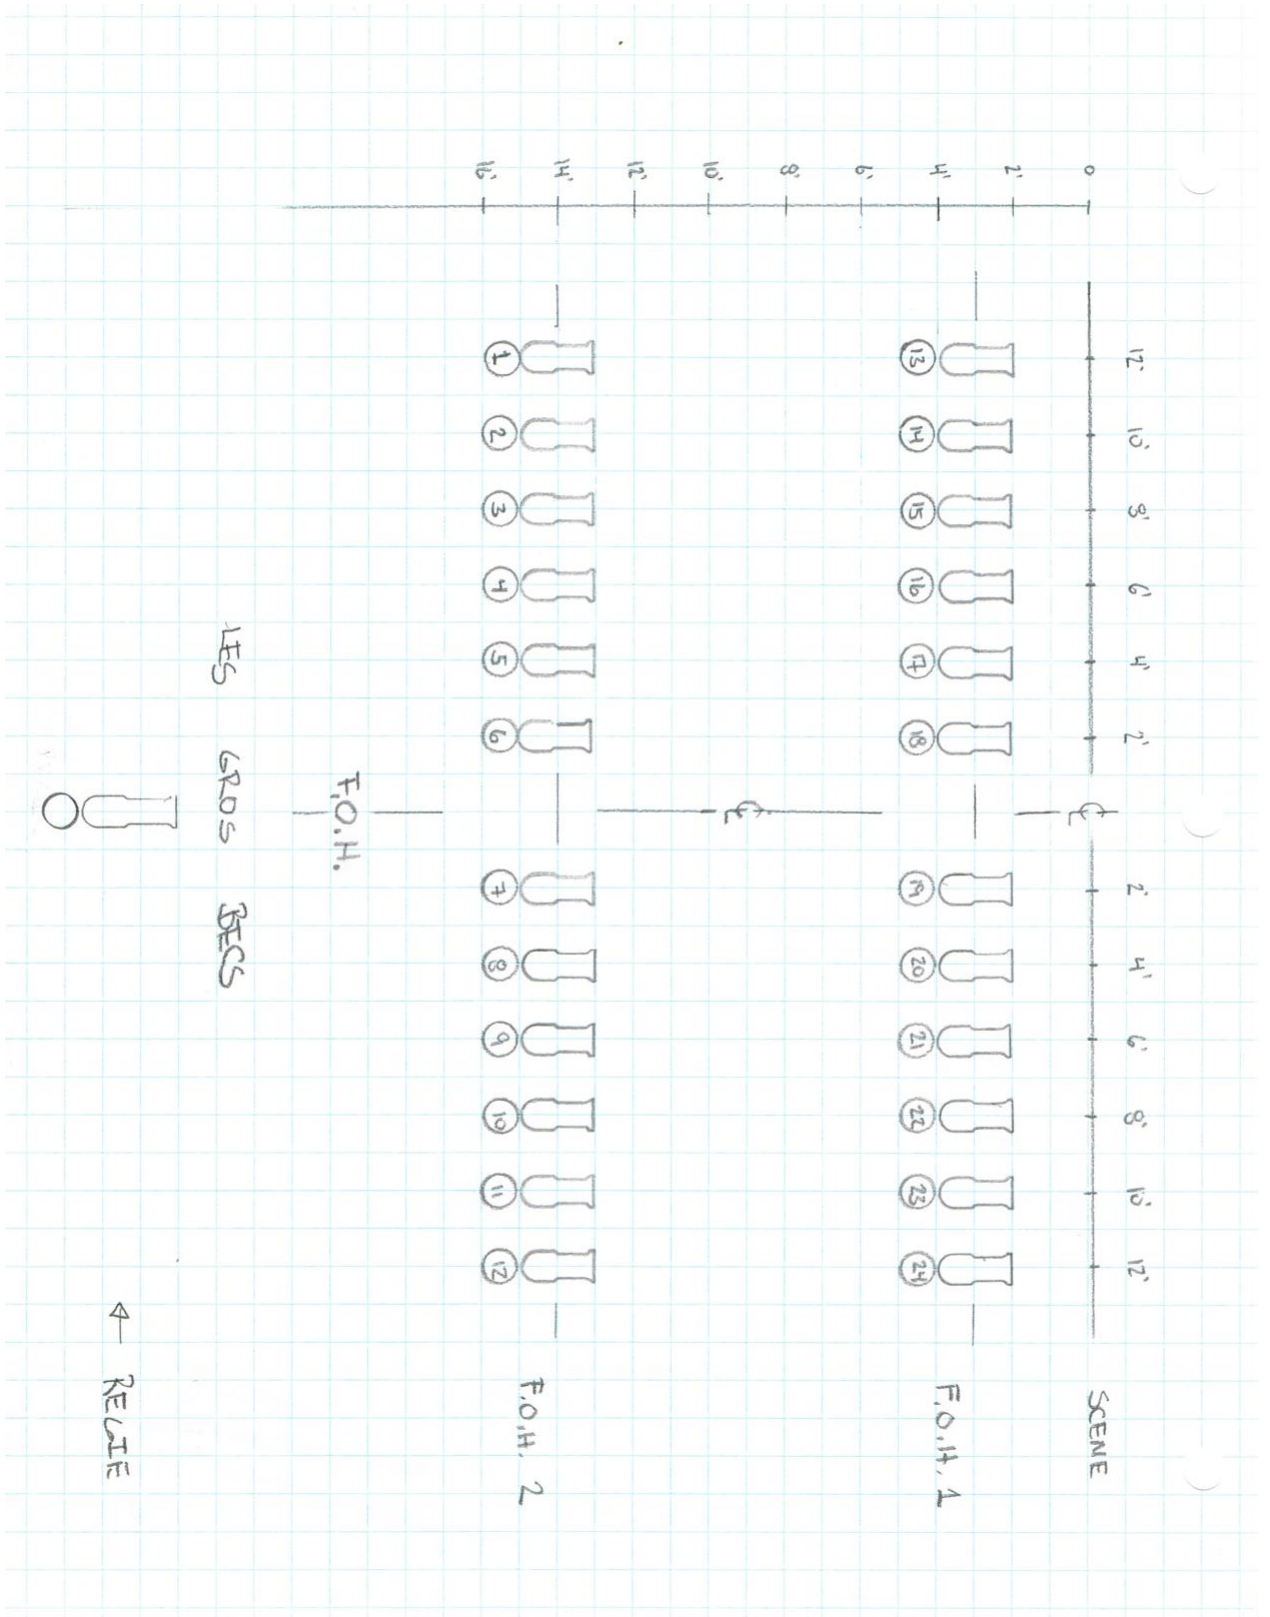 12' 10' 8' 6' 4' 2' 2' 4' 6' 8' 10' 12'
0 ℄ SCENE
2'
4' F.O.H. 1
13 14 15 16 17 18 19 20 21 22 23 24
6'
8'
℄
10'
12'
14' F.O.H. 2
1 2 3 4 5 6 7 8 9 10 11 12
16'
F.O.H.
LES GROS BECS
← REGIE